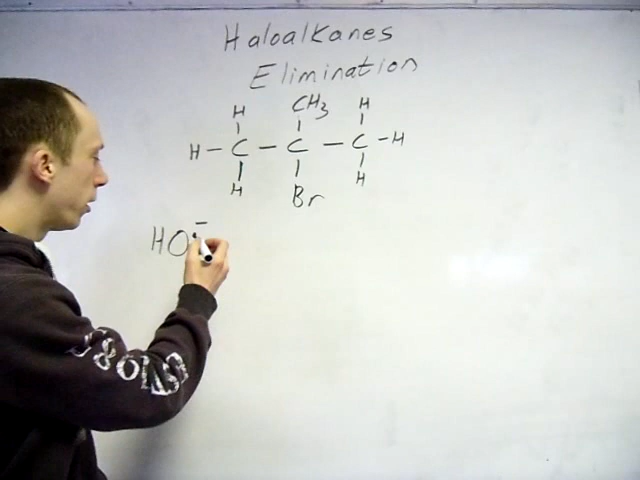 Haloalkanes
Elimination
H CH3 H
H - C - C - C - H
H Br H
HO:-